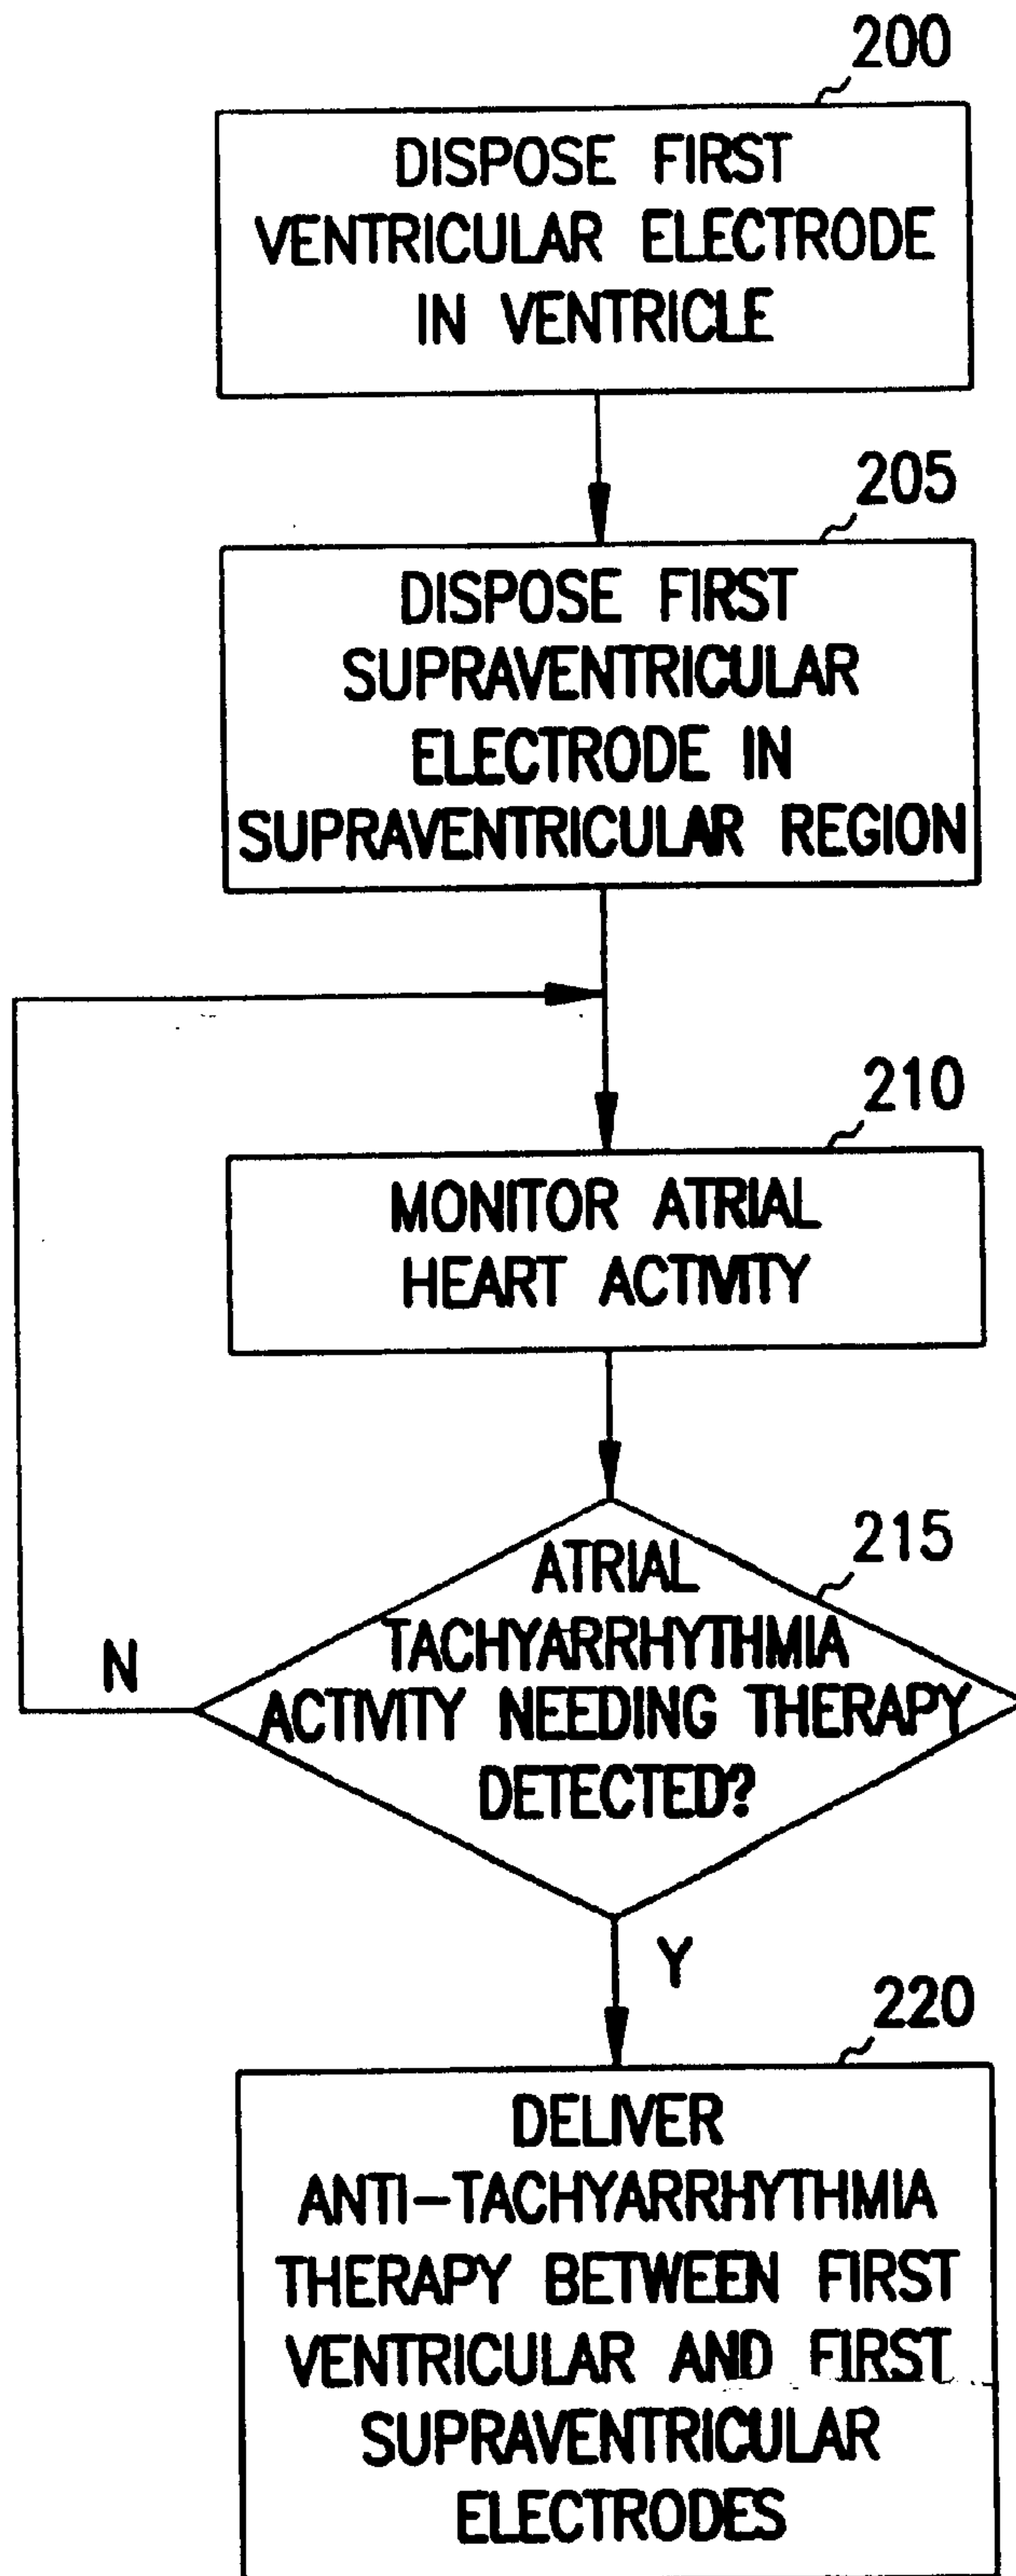 200
DISPOSE FIRST
VENTRICULAR ELECTRODE
IN VENTRICLE
205
DISPOSE FIRST
SUPRAVENTRICULAR
ELECTRODE IN
SUPRAVENTRICULAR REGION
210
MONITOR ATRIAL
HEART ACTIVITY
215
ATRIAL
TACHYARRHYTHMIA
ACTIVITY NEEDING THERAPY
DETECTED?
N
Y
220
DELIVER
ANTI-TACHYARRHYTHMIA
THERAPY BETWEEN FIRST
VENTRICULAR AND FIRST
SUPRAVENTRICULAR
ELECTRODES